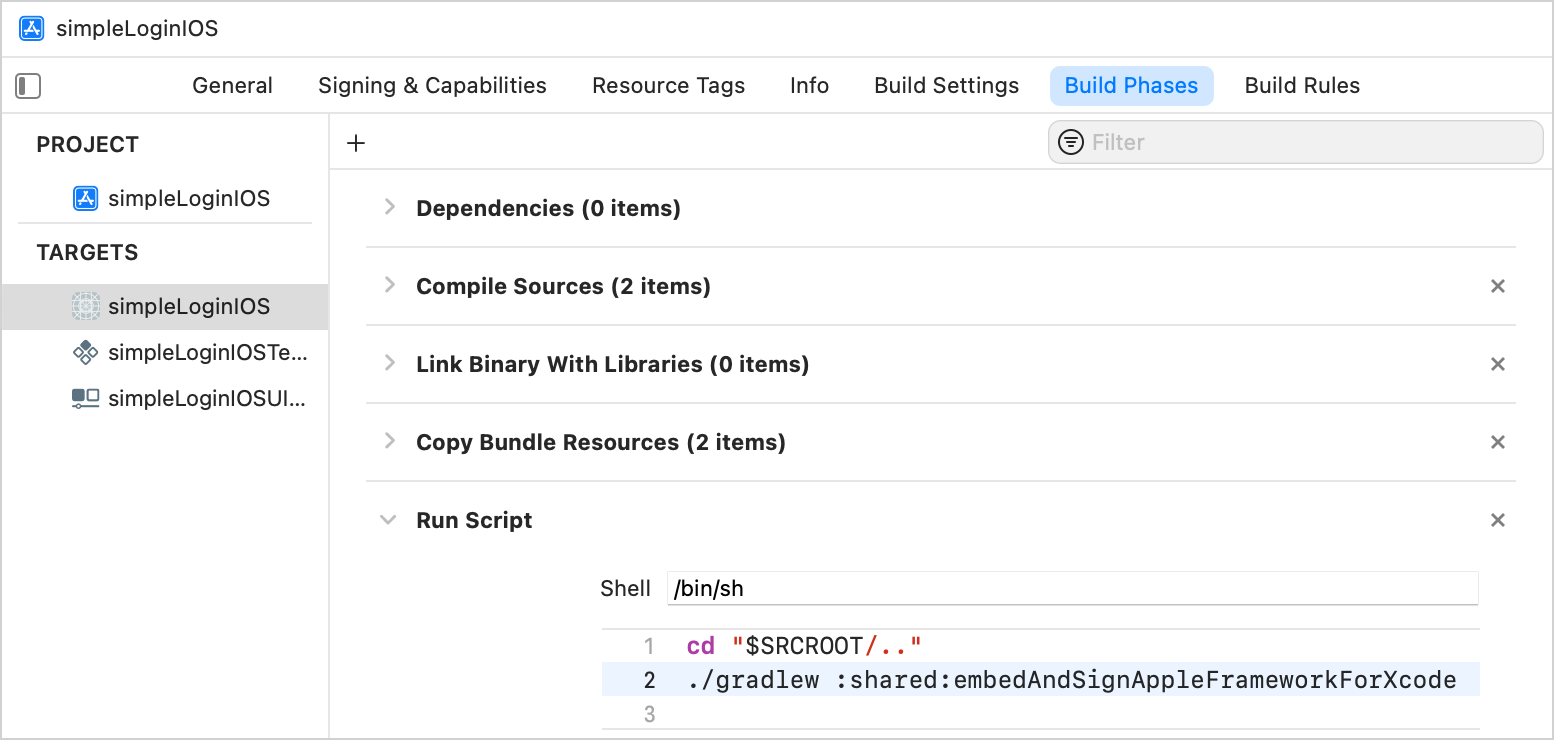 simpleLoginIOS
General Signing & Capabilities Resource Tags Info Build Settings Build Phases Build Rules
PROJECT
simpleLoginIOS
TARGETS
simpleLoginIOS
simpleLoginIOSTe...
simpleLoginIOSUI...
+ Filter
Dependencies (0 items)
Compile Sources (2 items)
Link Binary With Libraries (0 items)
Copy Bundle Resources (2 items)
Run Script
Shell /bin/sh
1 cd "$SRCROOT/.."
2 ./gradlew :shared:embedAndSignAppleFrameworkForXcode
3